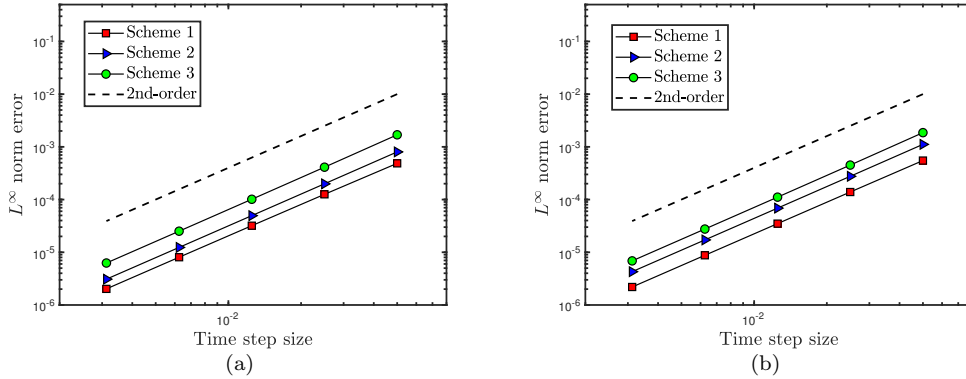 Scheme 1
Scheme 2
Scheme 3
2nd-order
10^-1
10^-2
10^-3
10^-4
10^-5
10^-6
L^∞ norm error
10^-2
Time step size
(a)
Scheme 1
Scheme 2
Scheme 3
2nd-order
10^-1
10^-2
10^-3
10^-4
10^-5
10^-6
L^∞ norm error
10^-2
Time step size
(b)